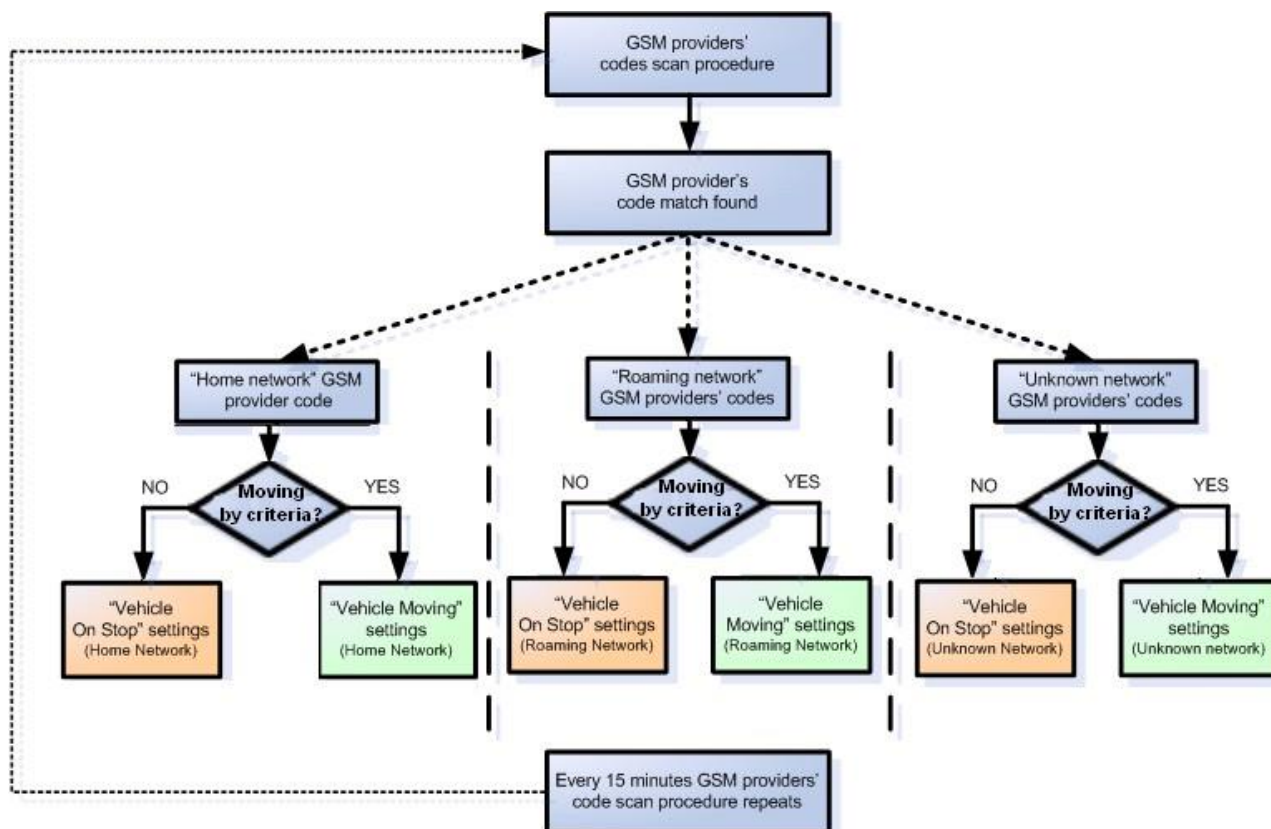 GSM providers'
codes scan procedure
GSM provider's
code match found
"Home network" GSM
provider code
"Roaming network"
GSM providers' codes
"Unknown network"
GSM providers' codes
NO
Moving
by criteria?
YES
NO
Moving
by criteria?
YES
NO
Moving
by criteria?
YES
"Vehicle
On Stop" settings
(Home Network)
"Vehicle Moving"
settings
(Home Network)
"Vehicle
On Stop" settings
(Roaming Network)
"Vehicle
Moving" settings
(Roaming Network)
"Vehicle
On Stop" settings
(Unknown Network)
"Vehicle Moving"
settings
(Unknown network)
Every 15 minutes GSM providers'
code scan procedure repeats